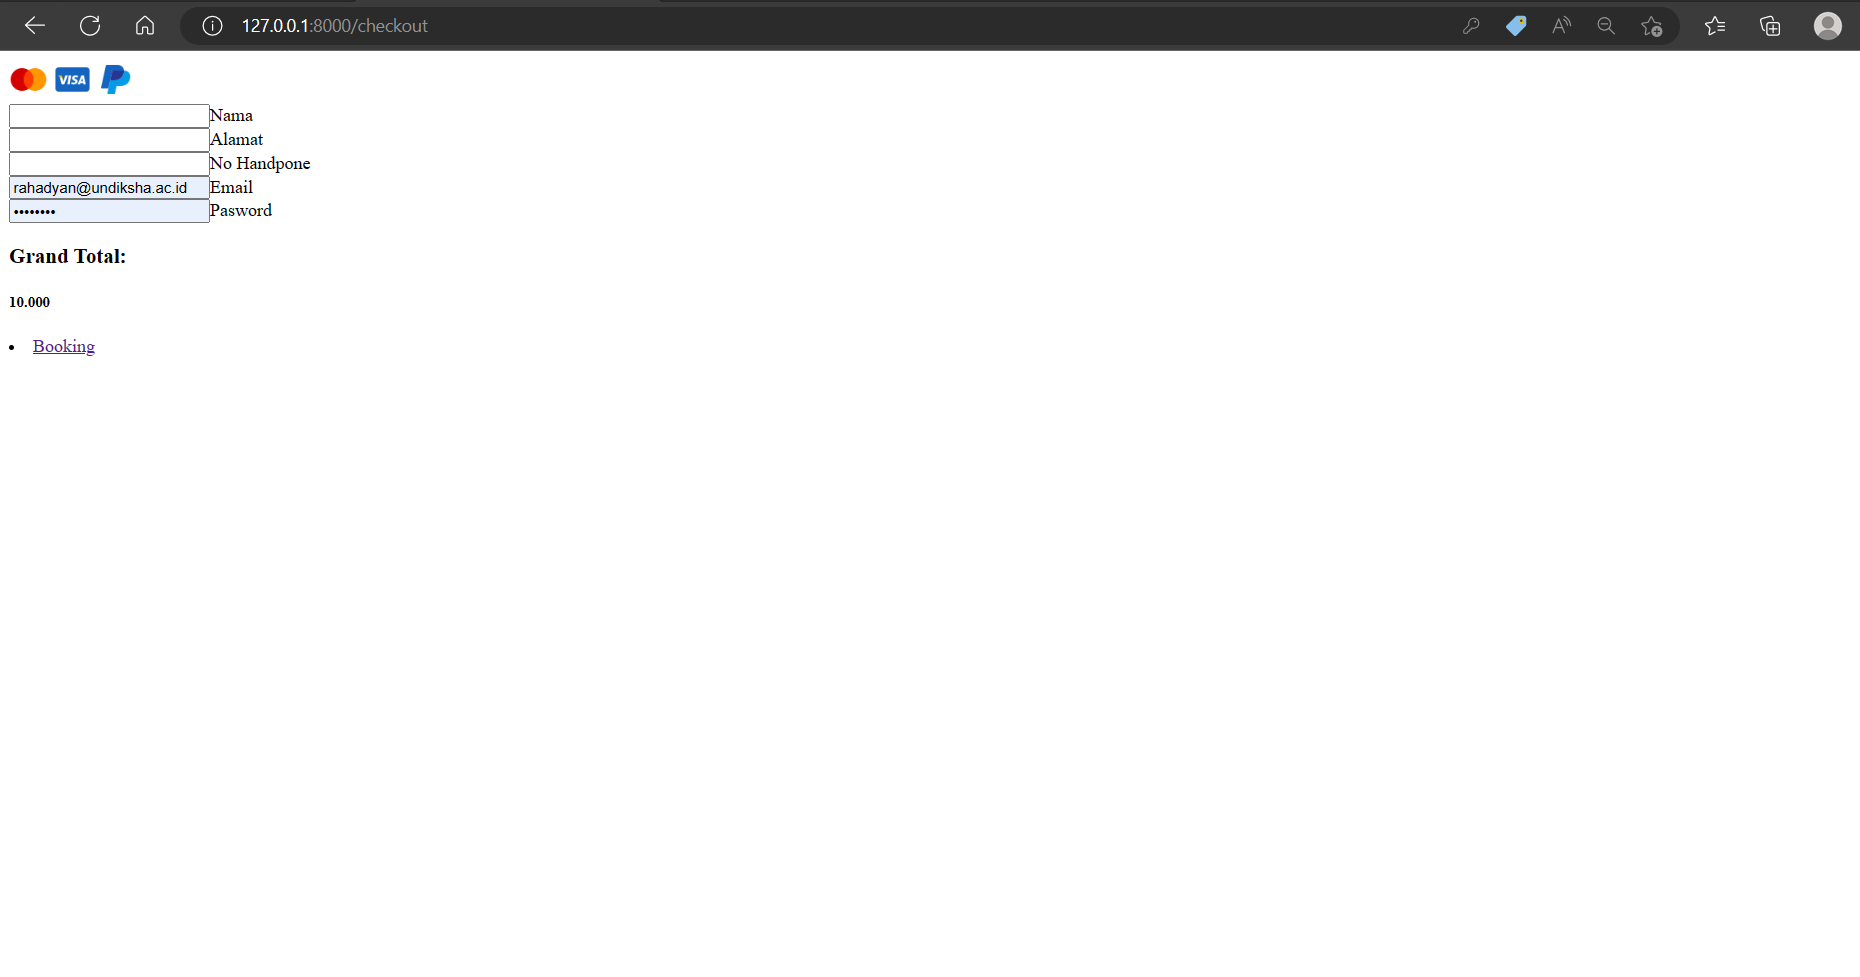 127.0.0.1:8000/checkout
VISA
Nama
Alamat
No Handpone
rahadyan@undiksha.ac.id Email
•••••••• Pasword
Grand Total:
10.000
• Booking